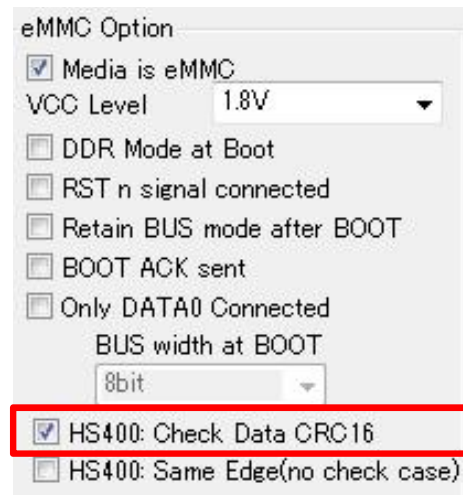 eMMC Option
Media is eMMC
VCC Level 1.8V
DDR Mode at Boot
RST n signal connected
Retain BUS mode after BOOT
BOOT ACK sent
Only DATA0 Connected
BUS width at BOOT
8bit
HS400: Check Data CRC16
HS400: Same Edge(no check case)